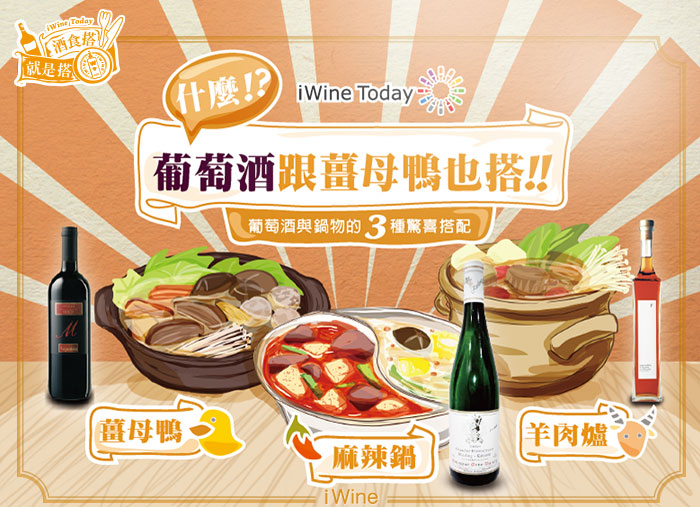 iWine Today
酒食搭
就是搭
什麼!?
iWine Today
葡萄酒跟薑母鴨也搭!!
葡萄酒與鍋物的3種驚喜搭配
M
薑母鴨
麻辣鍋
羊肉爐
iWine